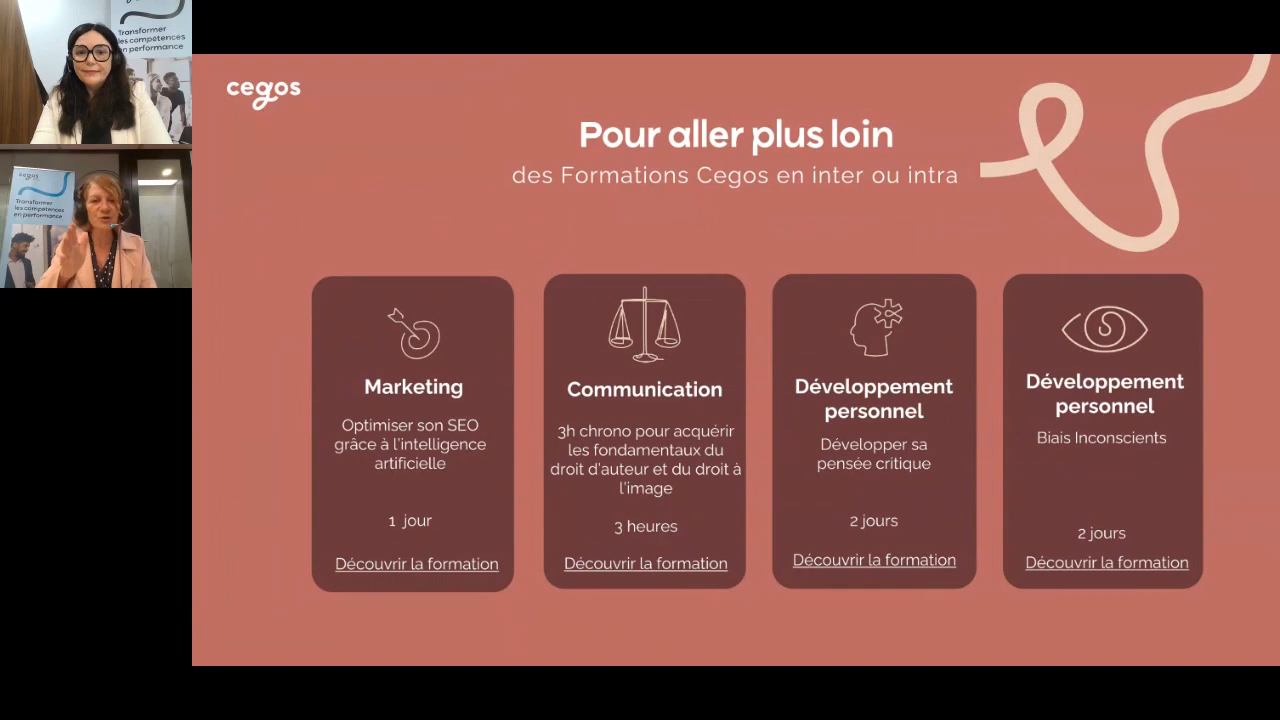 Transformer
les compétences
en performance
cegos
Transformer
les compétences
en performance
cegos
Pour aller plus loin
des Formations Cegos en inter ou intra
Marketing
Optimiser son SEO
grâce à l'intelligence
artificielle
1 jour
Découvrir la formation
Communication
3h chrono pour acquérir
les fondamentaux du
droit d'auteur et du droit à
l'image
3 heures
Découvrir la formation
Développement
personnel
Développer sa
pensée critique
2 jours
Découvrir la formation
Développement
personnel
Biais Inconscients
2 jours
Découvrir la formation